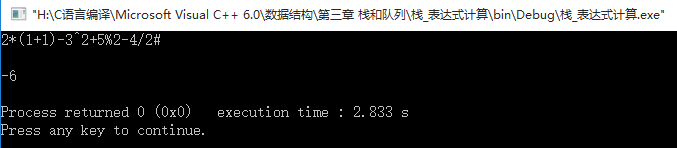 "H:\C语言编译\Microsoft Visual C++ 6.0\数据结构\第三章 栈和队列\栈_表达式计算\bin\Debug\栈_表达式计算.exe"
2*(1+1)-3^2+5%2-4/2#
-6
Process returned 0 (0x0)   execution time : 2.833 s
Press any key to continue.